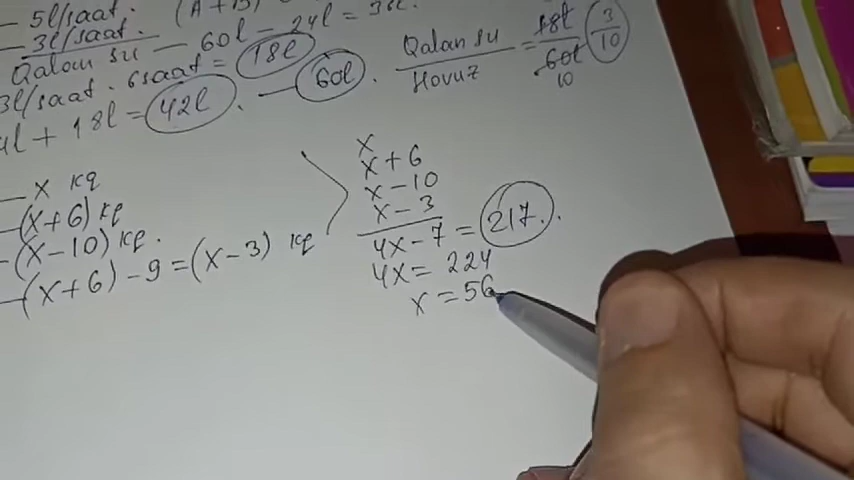 — 5l/saat.
— 3l/saat.
Qalan su — 60l — 24l = 36l.
3l/saat · 6saat = 18l
4l + 18l = 42l. — 60l.
Qalan su / Hovuz = 18l / 60l 10 3/10
— x kq
— (x+6) kq
— (x-10) kq.
— (x+6) - 9 = (x-3) kq
x
x+6
x-10
x-3
4x-7 = 217.
4x = 224
x = 56